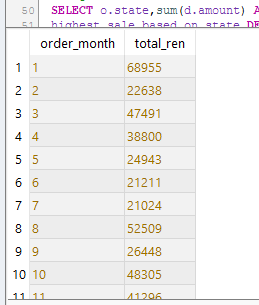 50 SELECT o.state,sum(d.amount) A
51 highest sale based on state DE
order_month total_ren
1 1 68955
2 2 22638
3 3 47491
4 4 38800
5 5 24943
6 6 21211
7 7 21024
8 8 52509
9 9 26448
10 10 48305
11 11 41296